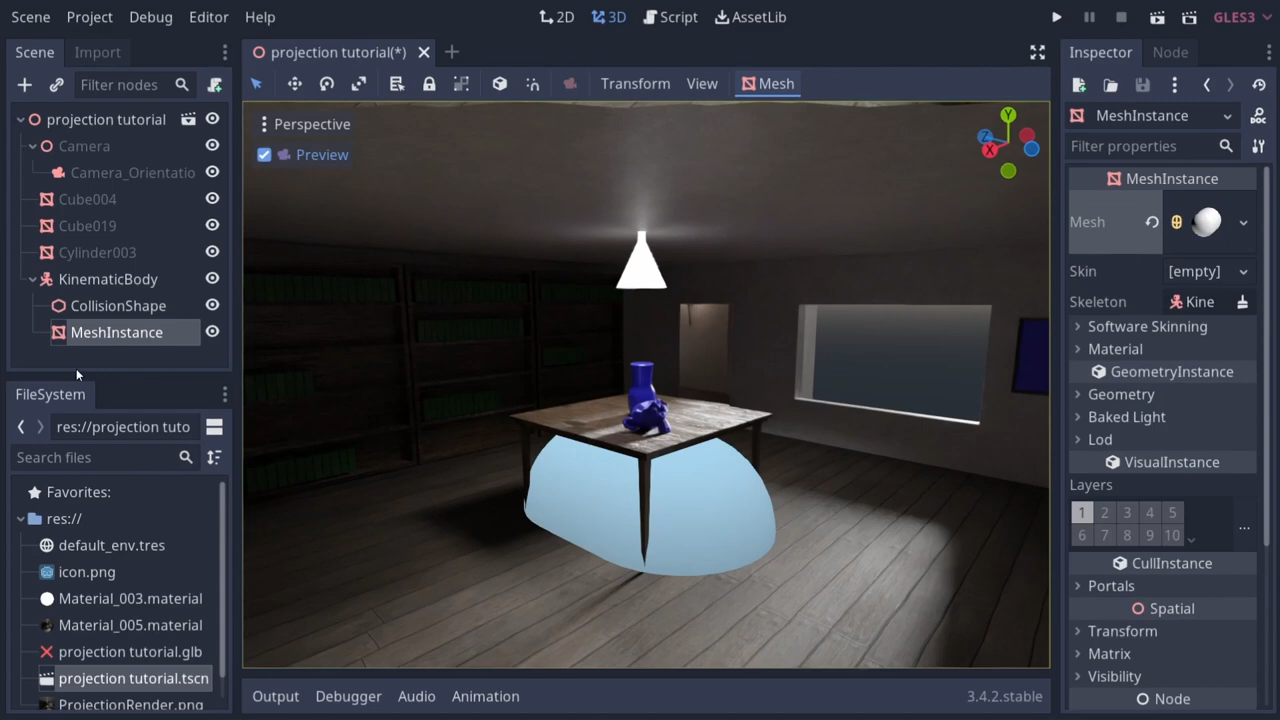 Scene Project Debug Editor Help
2D 3D Script AssetLib
GLES3
Scene Import
projection tutorial(*)
Inspector Node
Filter nodes
Transform View Mesh
projection tutorial
Camera
Camera_Orientatio
Cube004
Cube019
Cylinder003
KinematicBody
CollisionShape
MeshInstance
FileSystem
res://projection tuto
Search files
Favorites:
res://
default_env.tres
icon.png
Material_003.material
Material_005.material
projection tutorial.glb
projection tutorial.tscn
ProjectionRender.png
Perspective
Preview
Y
Z
X
Output Debugger Audio Animation
3.4.2.stable
MeshInstance
Filter properties
MeshInstance
Mesh
Skin [empty]
Skeleton Kine
Software Skinning
Material
GeometryInstance
Geometry
Baked Light
Lod
VisualInstance
Layers
1 2 3 4 5
6 7 8 9 10
...
CullInstance
Portals
Spatial
Transform
Matrix
Visibility
Node